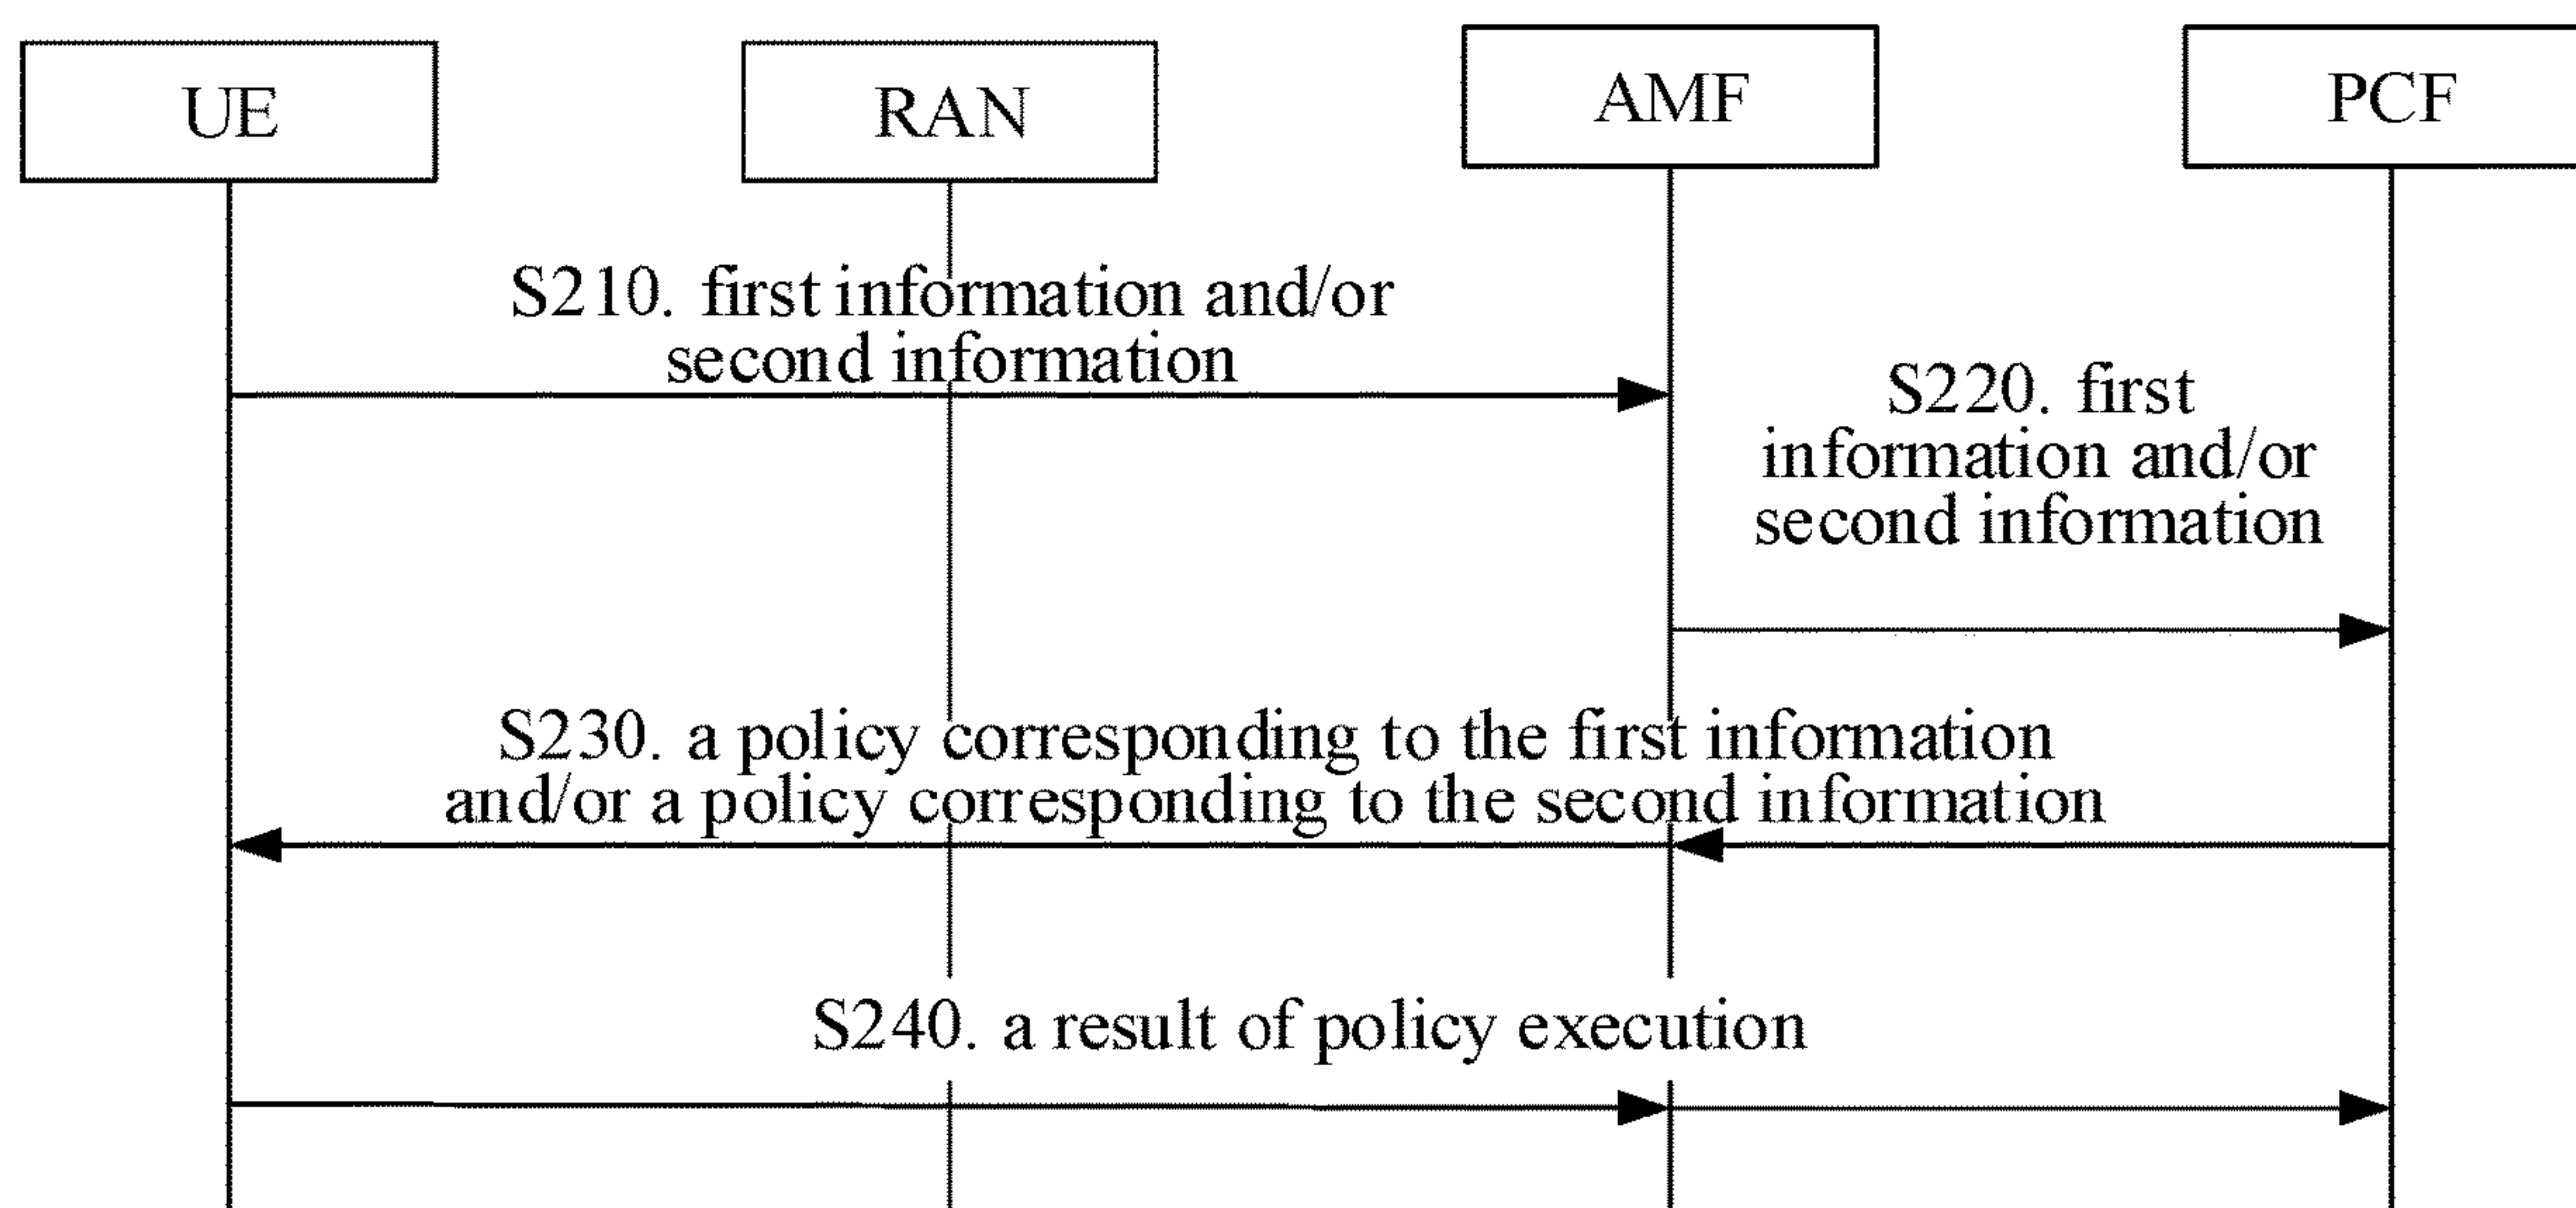 UE
RAN
AMF
PCF
S210. first information and/or
second information
S220. first
information and/or
second information
S230. a policy corresponding to the first information
and/or a policy corresponding to the second information
S240. a result of policy execution